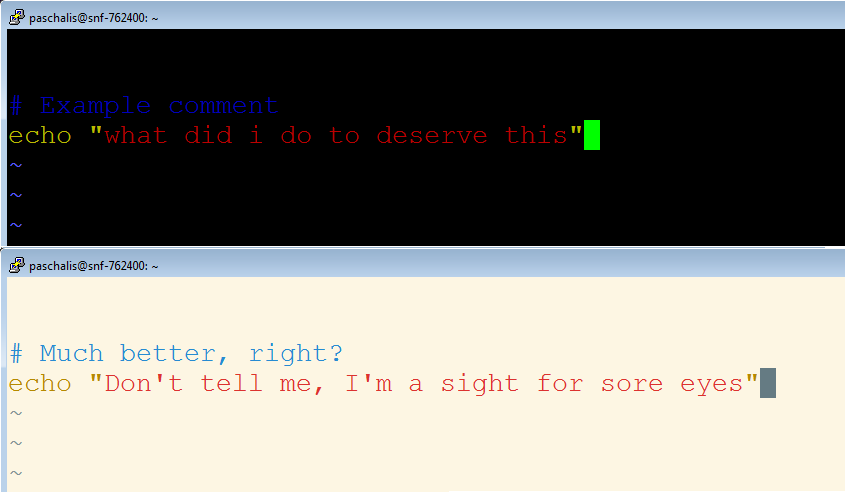 paschalis@snf-762400: ~
# Example comment
echo "what did i do to deserve this"
~
~
~
paschalis@snf-762400: ~
# Much better, right?
echo "Don't tell me, I'm a sight for sore eyes"
~
~
~